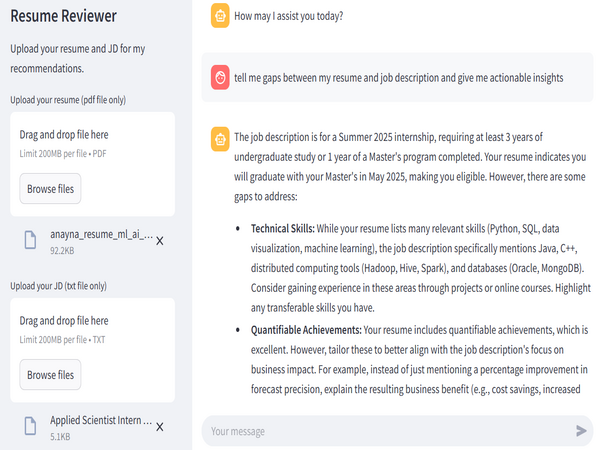 Resume Reviewer
Upload your resume and JD for my
recommendations.
Upload your resume (pdf file only)
Drag and drop file here
Limit 200MB per file • PDF
Browse files
anayna_resume_ml_ai_...
92.2KB
Upload your JD (txt file only)
Drag and drop file here
Limit 200MB per file • TXT
Browse files
Applied Scientist Intern ...
5.1KB
How may I assist you today?
tell me gaps between my resume and job description and give me actionable insights
The job description is for a Summer 2025 internship, requiring at least 3 years of
undergraduate study or 1 year of a Master's program completed. Your resume indicates you
will graduate with your Master's in May 2025, making you eligible. However, there are some
gaps to address:
• Technical Skills: While your resume lists many relevant skills (Python, SQL, data
visualization, machine learning), the job description specifically mentions Java, C++,
distributed computing tools (Hadoop, Hive, Spark), and databases (Oracle, MongoDB).
Consider gaining experience in these areas through projects or online courses. Highlight
any transferable skills you have.
• Quantifiable Achievements: Your resume includes quantifiable achievements, which is
excellent. However, tailor these to better align with the job description's focus on
business impact. For example, instead of just mentioning a percentage improvement in
forecast precision, explain the resulting business benefit (e.g., cost savings, increased
Your message